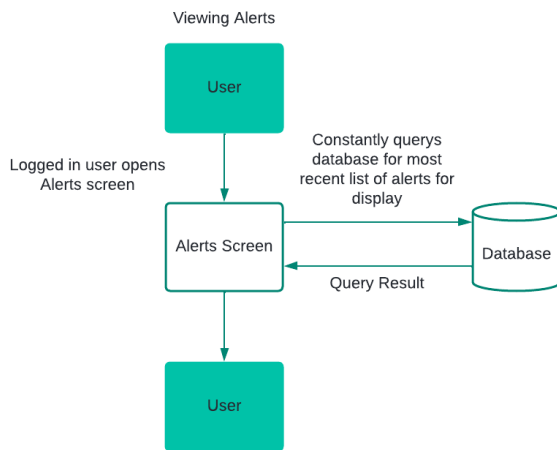 Viewing Alerts
User
Logged in user opens
Alerts screen
Constantly querys
database for most
recent list of alerts for
display
Alerts Screen
Database
Query Result
User